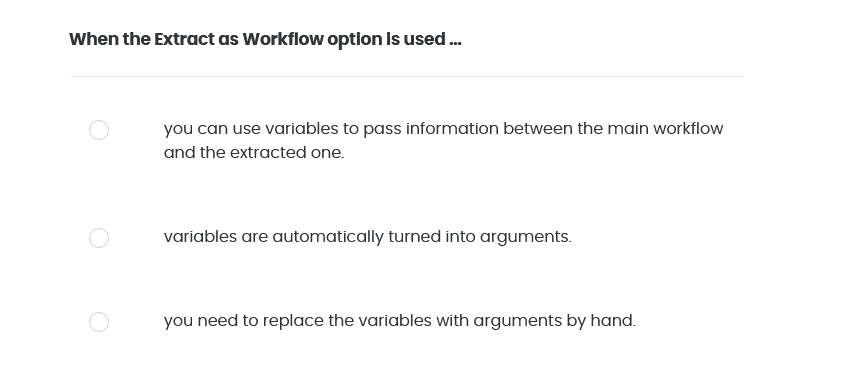 When the Extract as Workflow option is used ...
you can use variables to pass information between the main workflow
and the extracted one.
variables are automatically turned into arguments.
you need to replace the variables with arguments by hand.